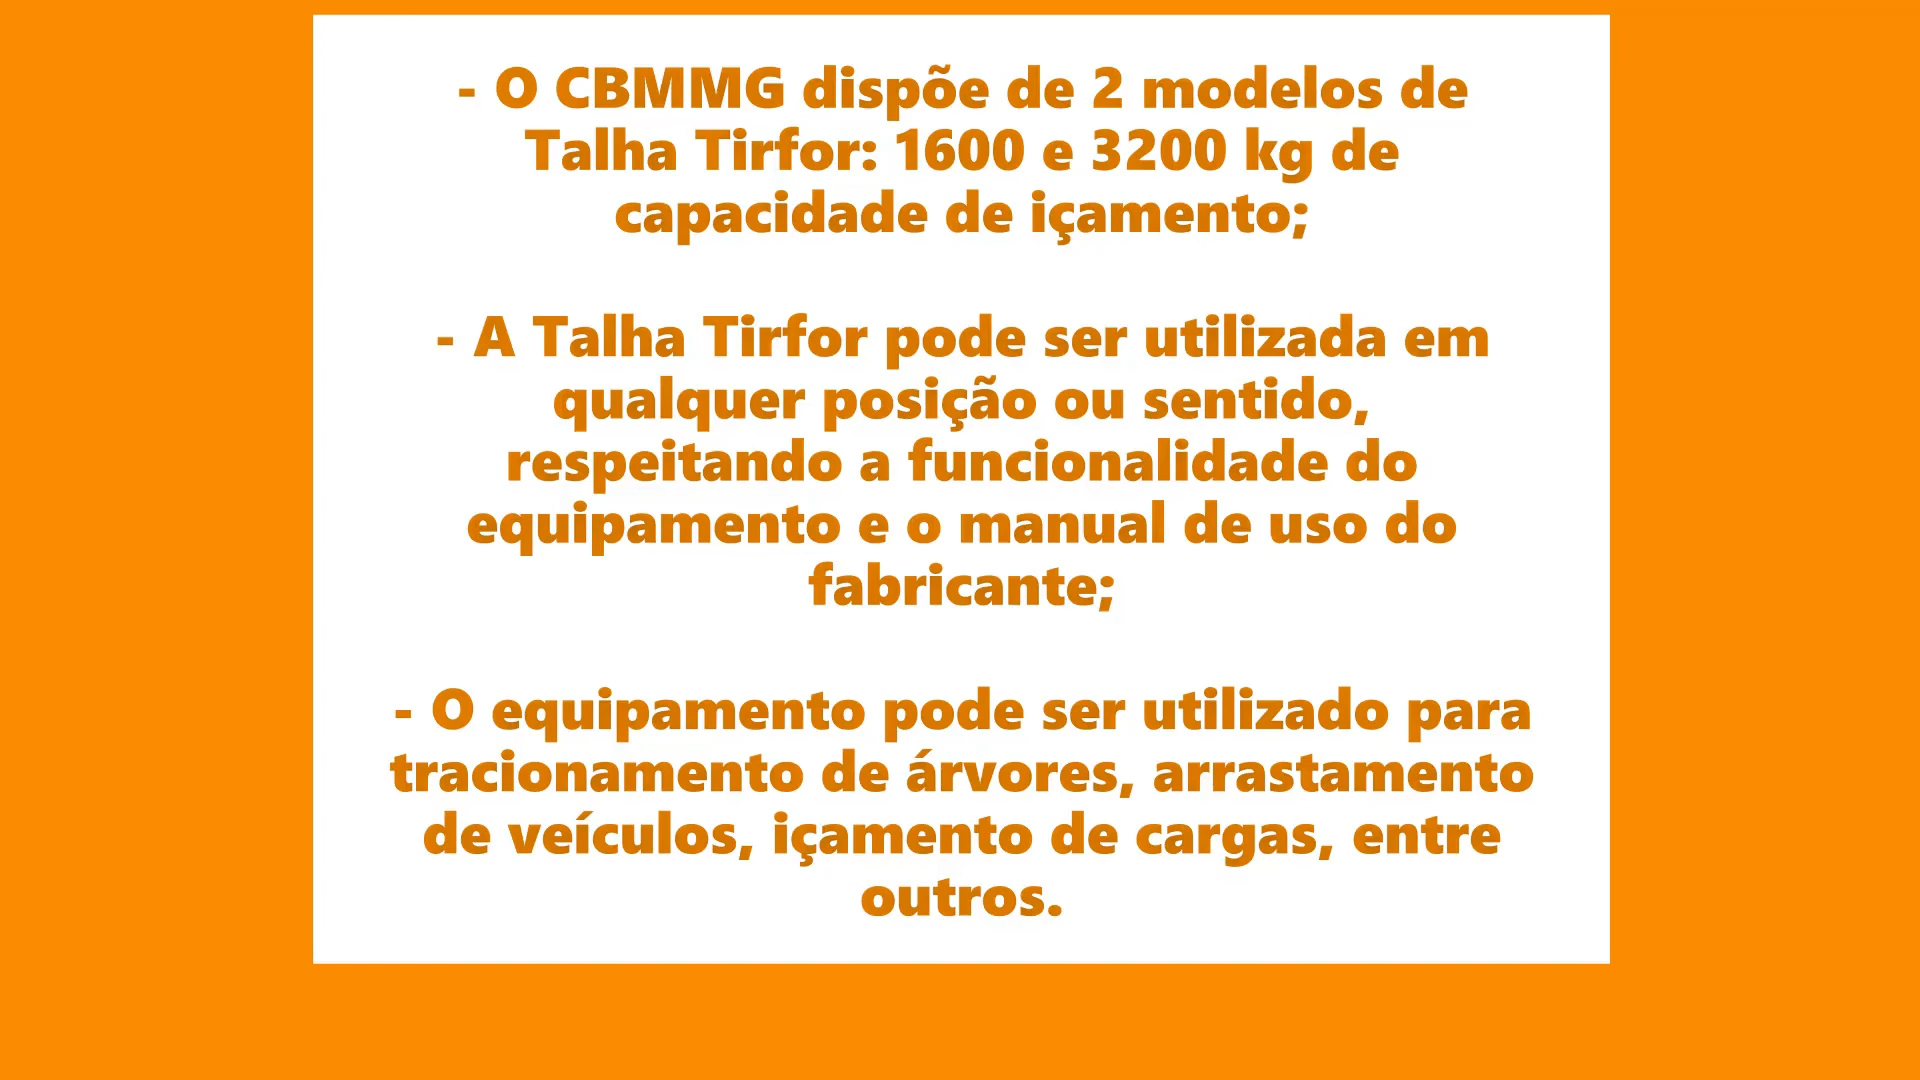 - O CBMMG dispõe de 2 modelos de
Talha Tirfor: 1600 e 3200 kg de
capacidade de içamento;
- A Talha Tirfor pode ser utilizada em
qualquer posição ou sentido,
respeitando a funcionalidade do
equipamento e o manual de uso do
fabricante;
- O equipamento pode ser utilizado para
tracionamento de árvores, arrastamento
de veículos, içamento de cargas, entre
outros.